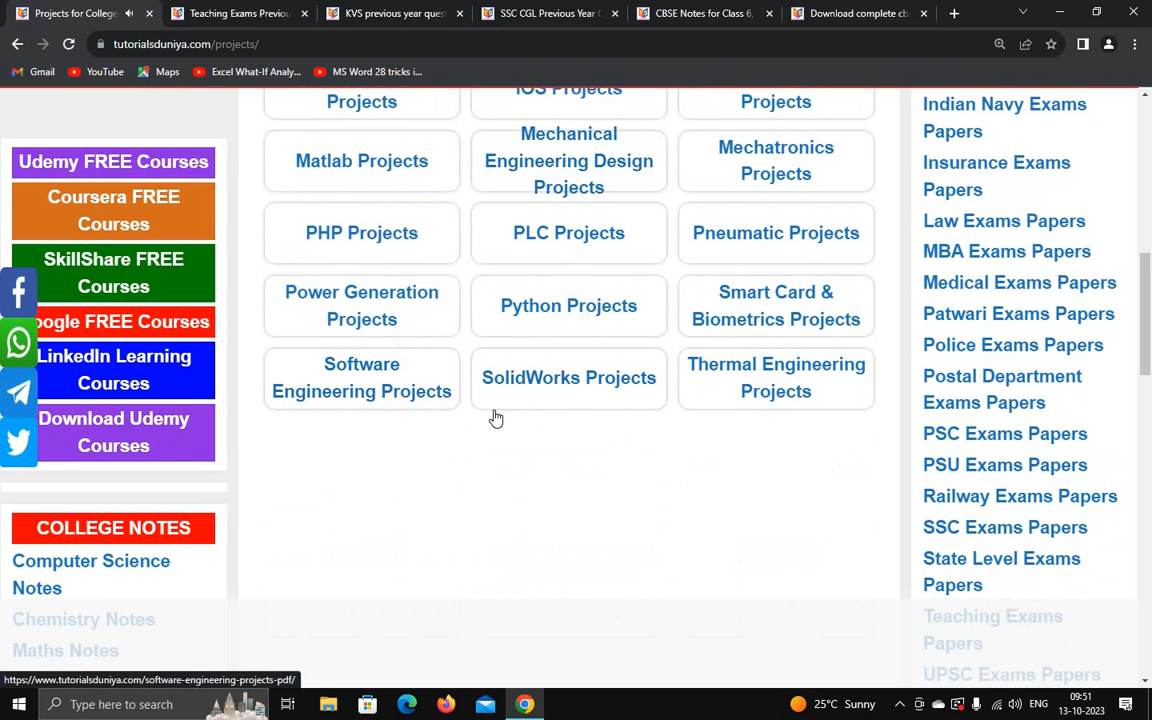 Projects for College
Teaching Exams Previou
KVS previous year ques
SSC CGL Previous Year
CBSE Notes for Class 6,
Download complete cb
tutorialsduniya.com/projects/
Gmail
YouTube
Maps
Excel What-If Analy...
MS Word 28 tricks i...
Udemy FREE Courses
Coursera FREE
Courses
SkillShare FREE
Courses
oogle FREE Courses
LinkedIn Learning
Courses
Download Udemy
Courses
COLLEGE NOTES
Computer Science
Notes
Chemistry Notes
Maths Notes
Projects
IOS Projects
Projects
Matlab Projects
Mechanical
Engineering Design
Projects
Mechatronics
Projects
PHP Projects
PLC Projects
Pneumatic Projects
Power Generation
Projects
Python Projects
Smart Card &
Biometrics Projects
Software
Engineering Projects
SolidWorks Projects
Thermal Engineering
Projects
Indian Navy Exams
Papers
Insurance Exams
Papers
Law Exams Papers
MBA Exams Papers
Medical Exams Papers
Patwari Exams Papers
Police Exams Papers
Postal Department
Exams Papers
PSC Exams Papers
PSU Exams Papers
Railway Exams Papers
SSC Exams Papers
State Level Exams
Papers
Teaching Exams
Papers
UPSC Exams Papers
https://www.tutorialsduniya.com/software-engineering-projects-pdf/
Type here to search
25°C Sunny
ENG
09:51
13-10-2023